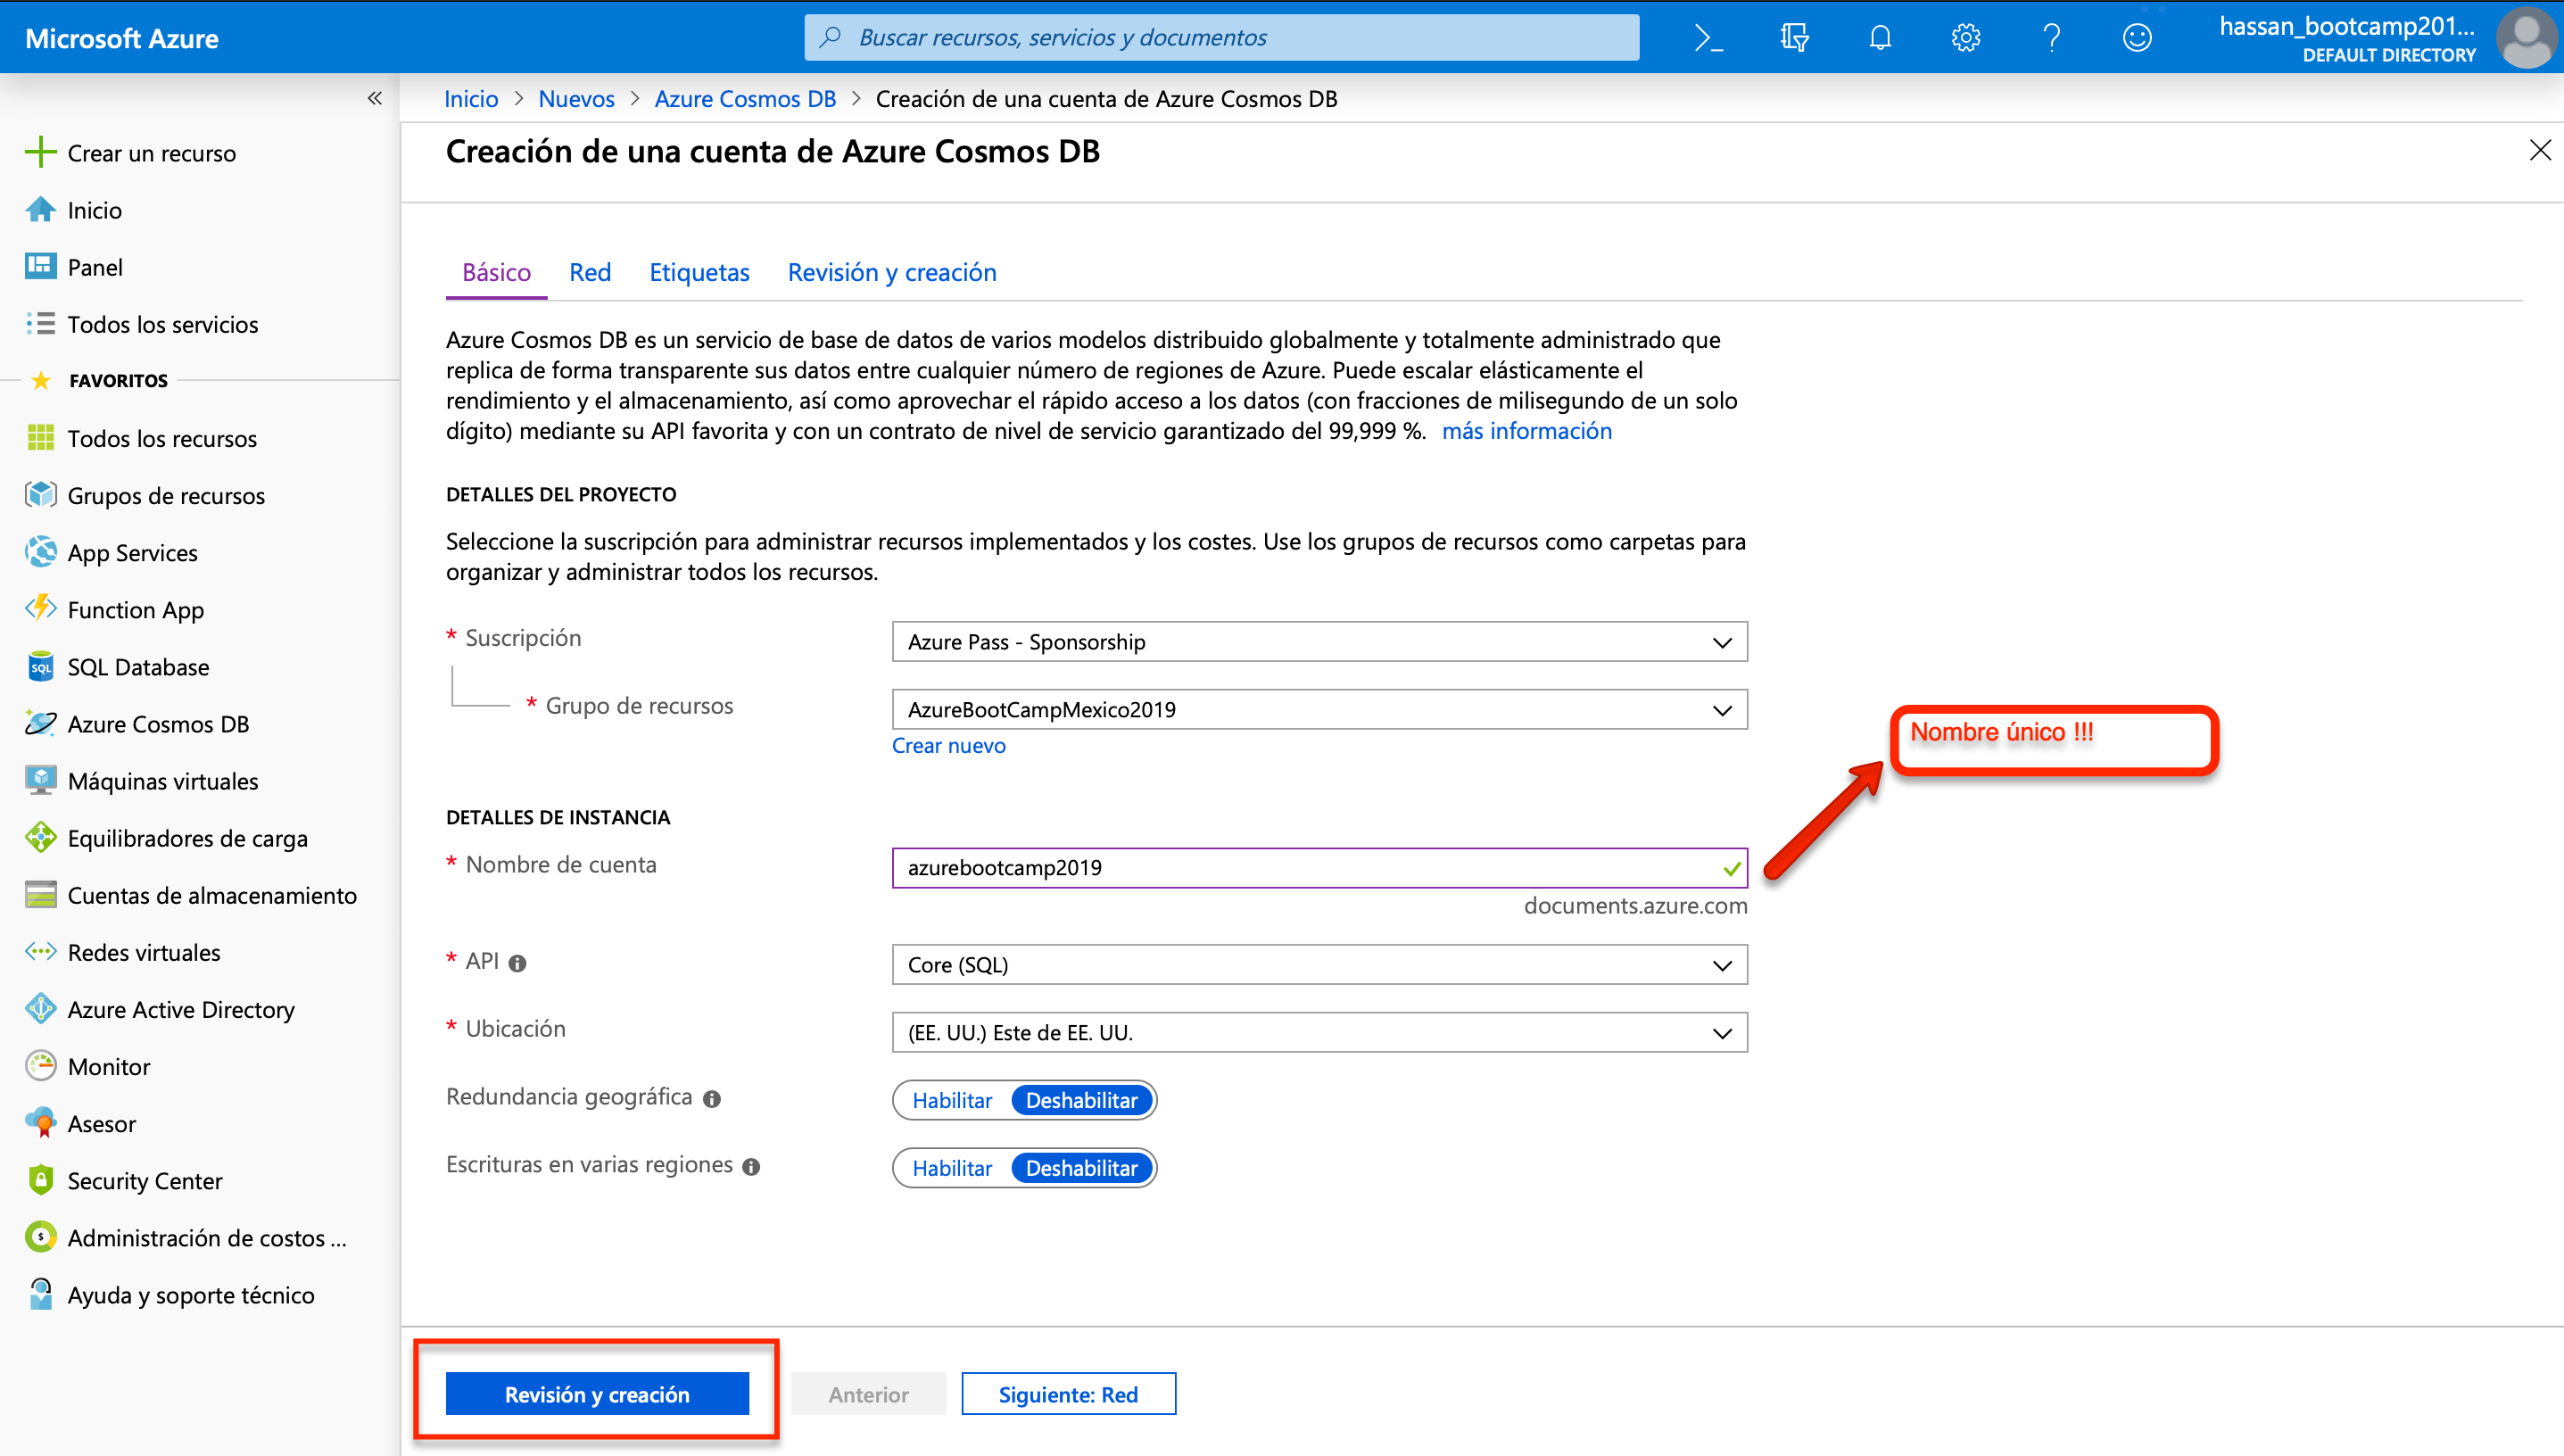 Microsoft Azure
Buscar recursos, servicios y documentos
hassan_bootcamp201...
DEFAULT DIRECTORY
Inicio > Nuevos > Azure Cosmos DB > Creación de una cuenta de Azure Cosmos DB
Creación de una cuenta de Azure Cosmos DB
Crear un recurso
Inicio
Panel
Todos los servicios
FAVORITOS
Todos los recursos
Grupos de recursos
App Services
Function App
SQL Database
Azure Cosmos DB
Máquinas virtuales
Equilibradores de carga
Cuentas de almacenamiento
Redes virtuales
Azure Active Directory
Monitor
Asesor
Security Center
Administración de costos ...
Ayuda y soporte técnico
Básico Red Etiquetas Revisión y creación
Azure Cosmos DB es un servicio de base de datos de varios modelos distribuido globalmente y totalmente administrado que
replica de forma transparente sus datos entre cualquier número de regiones de Azure. Puede escalar elásticamente el
rendimiento y el almacenamiento, así como aprovechar el rápido acceso a los datos (con fracciones de milisegundo de un solo
dígito) mediante su API favorita y con un contrato de nivel de servicio garantizado del 99,999 %. más información
DETALLES DEL PROYECTO
Seleccione la suscripción para administrar recursos implementados y los costes. Use los grupos de recursos como carpetas para
organizar y administrar todos los recursos.
* Suscripción
Azure Pass - Sponsorship
* Grupo de recursos
AzureBootCampMexico2019
Crear nuevo
Nombre único !!!
DETALLES DE INSTANCIA
* Nombre de cuenta
azurebootcamp2019
documents.azure.com
* API
Core (SQL)
* Ubicación
(EE. UU.) Este de EE. UU.
Redundancia geográfica
Habilitar Deshabilitar
Escrituras en varias regiones
Habilitar Deshabilitar
Revisión y creación
Anterior
Siguiente: Red